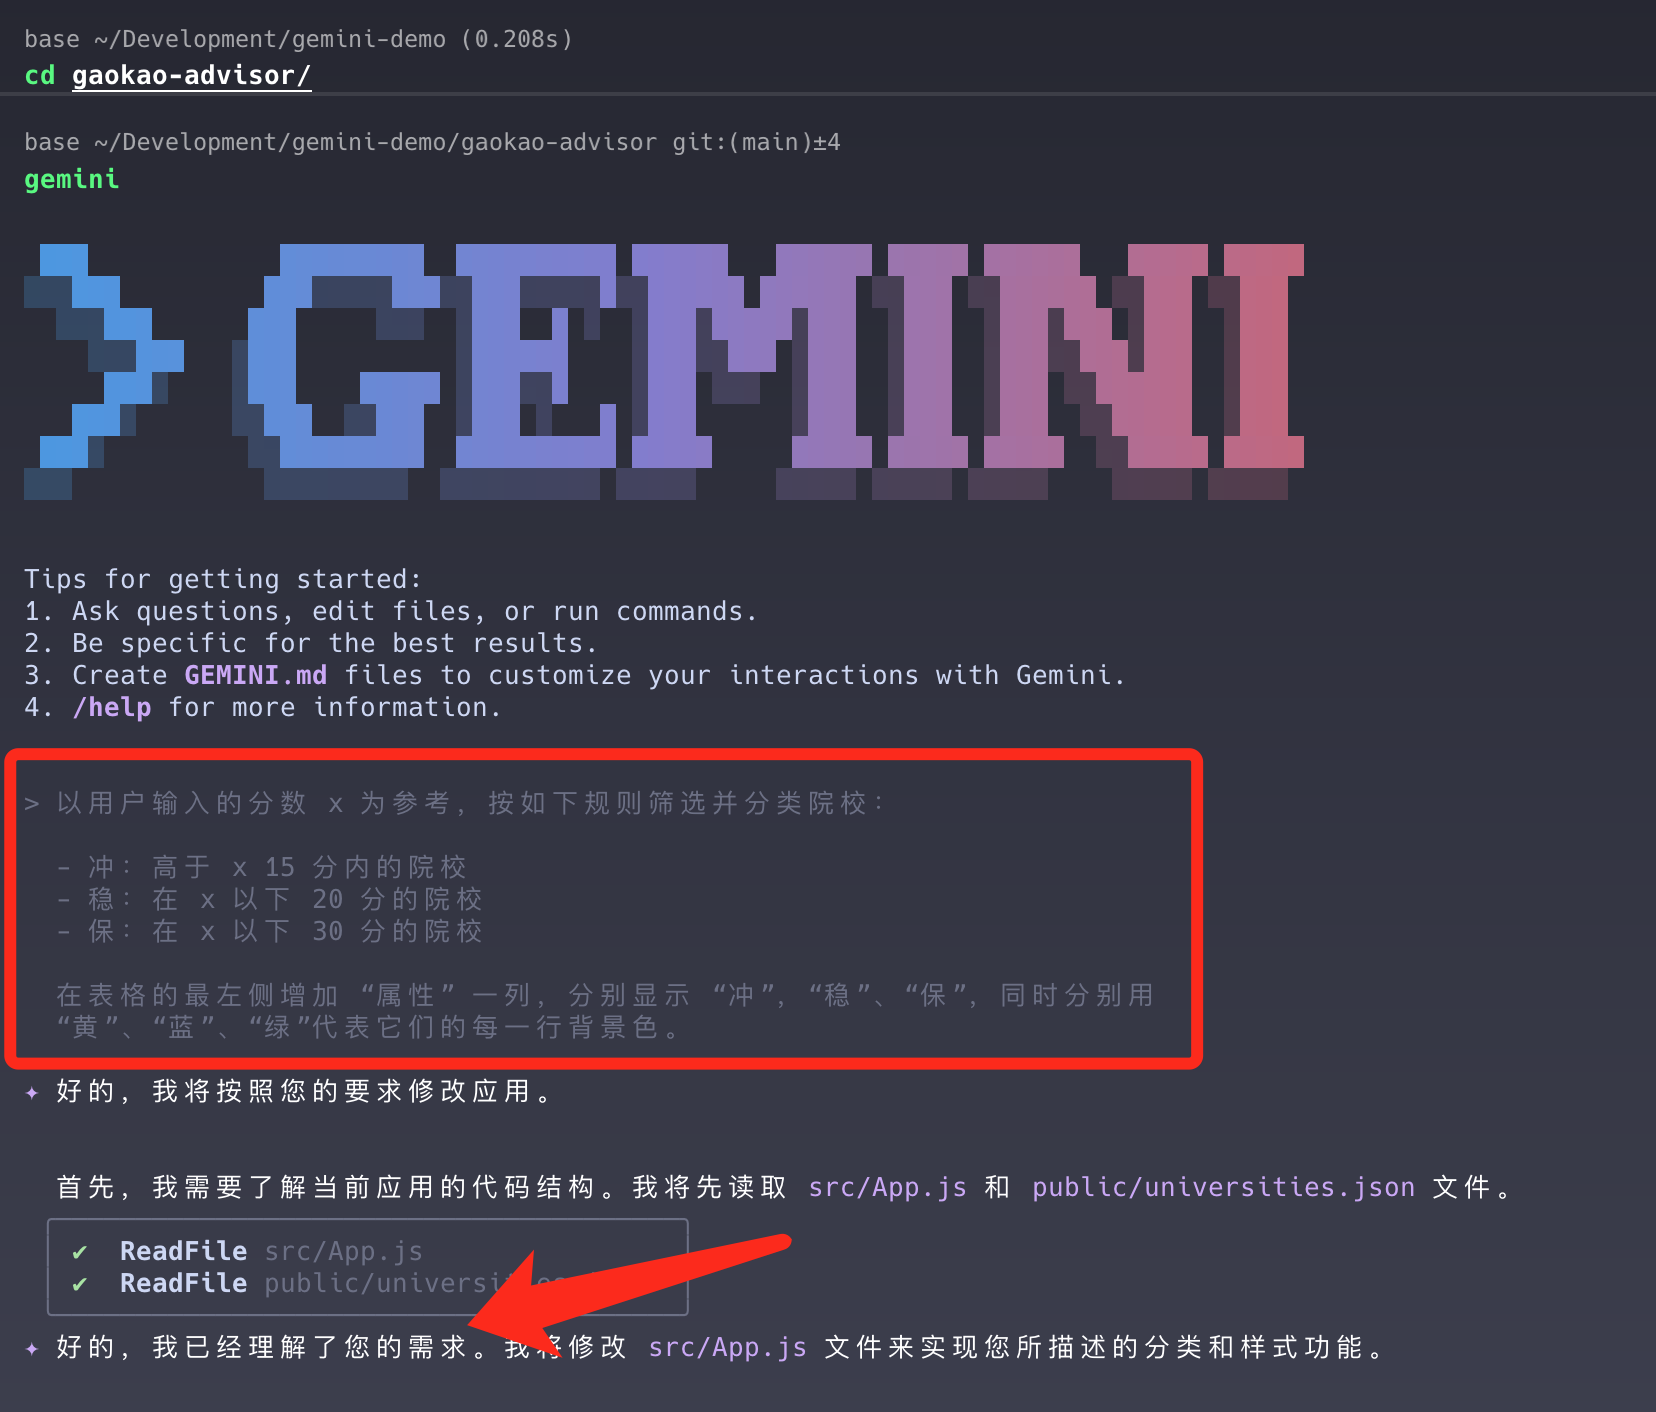 base ~/Development/gemini-demo (0.208s)
cd gaokao-advisor/
base ~/Development/gemini-demo/gaokao-advisor git:(main)±4
gemini
> GEMINI
Tips for getting started:
1. Ask questions, edit files, or run commands.
2. Be specific for the best results.
3. Create GEMINI.md files to customize your interactions with Gemini.
4. /help for more information.
> 以用户输入的分数 x 为参考，按如下规则筛选并分类院校：
- 冲：高于 x 15 分内的院校
- 稳：在 x 以下 20 分的院校
- 保：在 x 以下 30 分的院校
在表格的最左侧增加 “属性” 一列，分别显示 “冲”，“稳”、“保”，同时分别用
“黄”、“蓝”、“绿”代表它们的每一行背景色。
✦ 好的，我将按照您的要求修改应用。
首先，我需要了解当前应用的代码结构。我将先读取 src/App.js 和 public/universities.json 文件。
✔ ReadFile src/App.js
✔ ReadFile
✦ 好的，我已经理解了您的需求。我将修改 src/App.js 文件来实现您所描述的分类和样式功能。